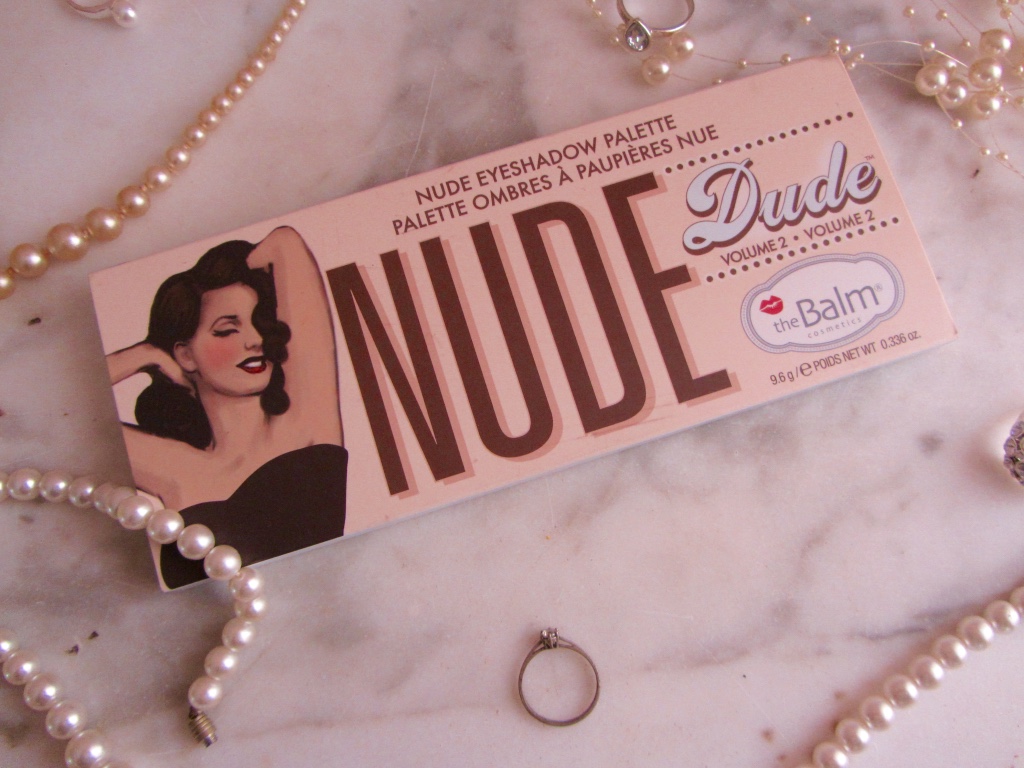 NUDE EYESHADOW PALETTE
PALETTE OMBRES À PAUPIÈRES NUE
NUDE
Dude™
VOLUME 2 • VOLUME 2
theBalm®
cosmetics
9.6 g / ℮ POIDS NET WT 0.336 oz.